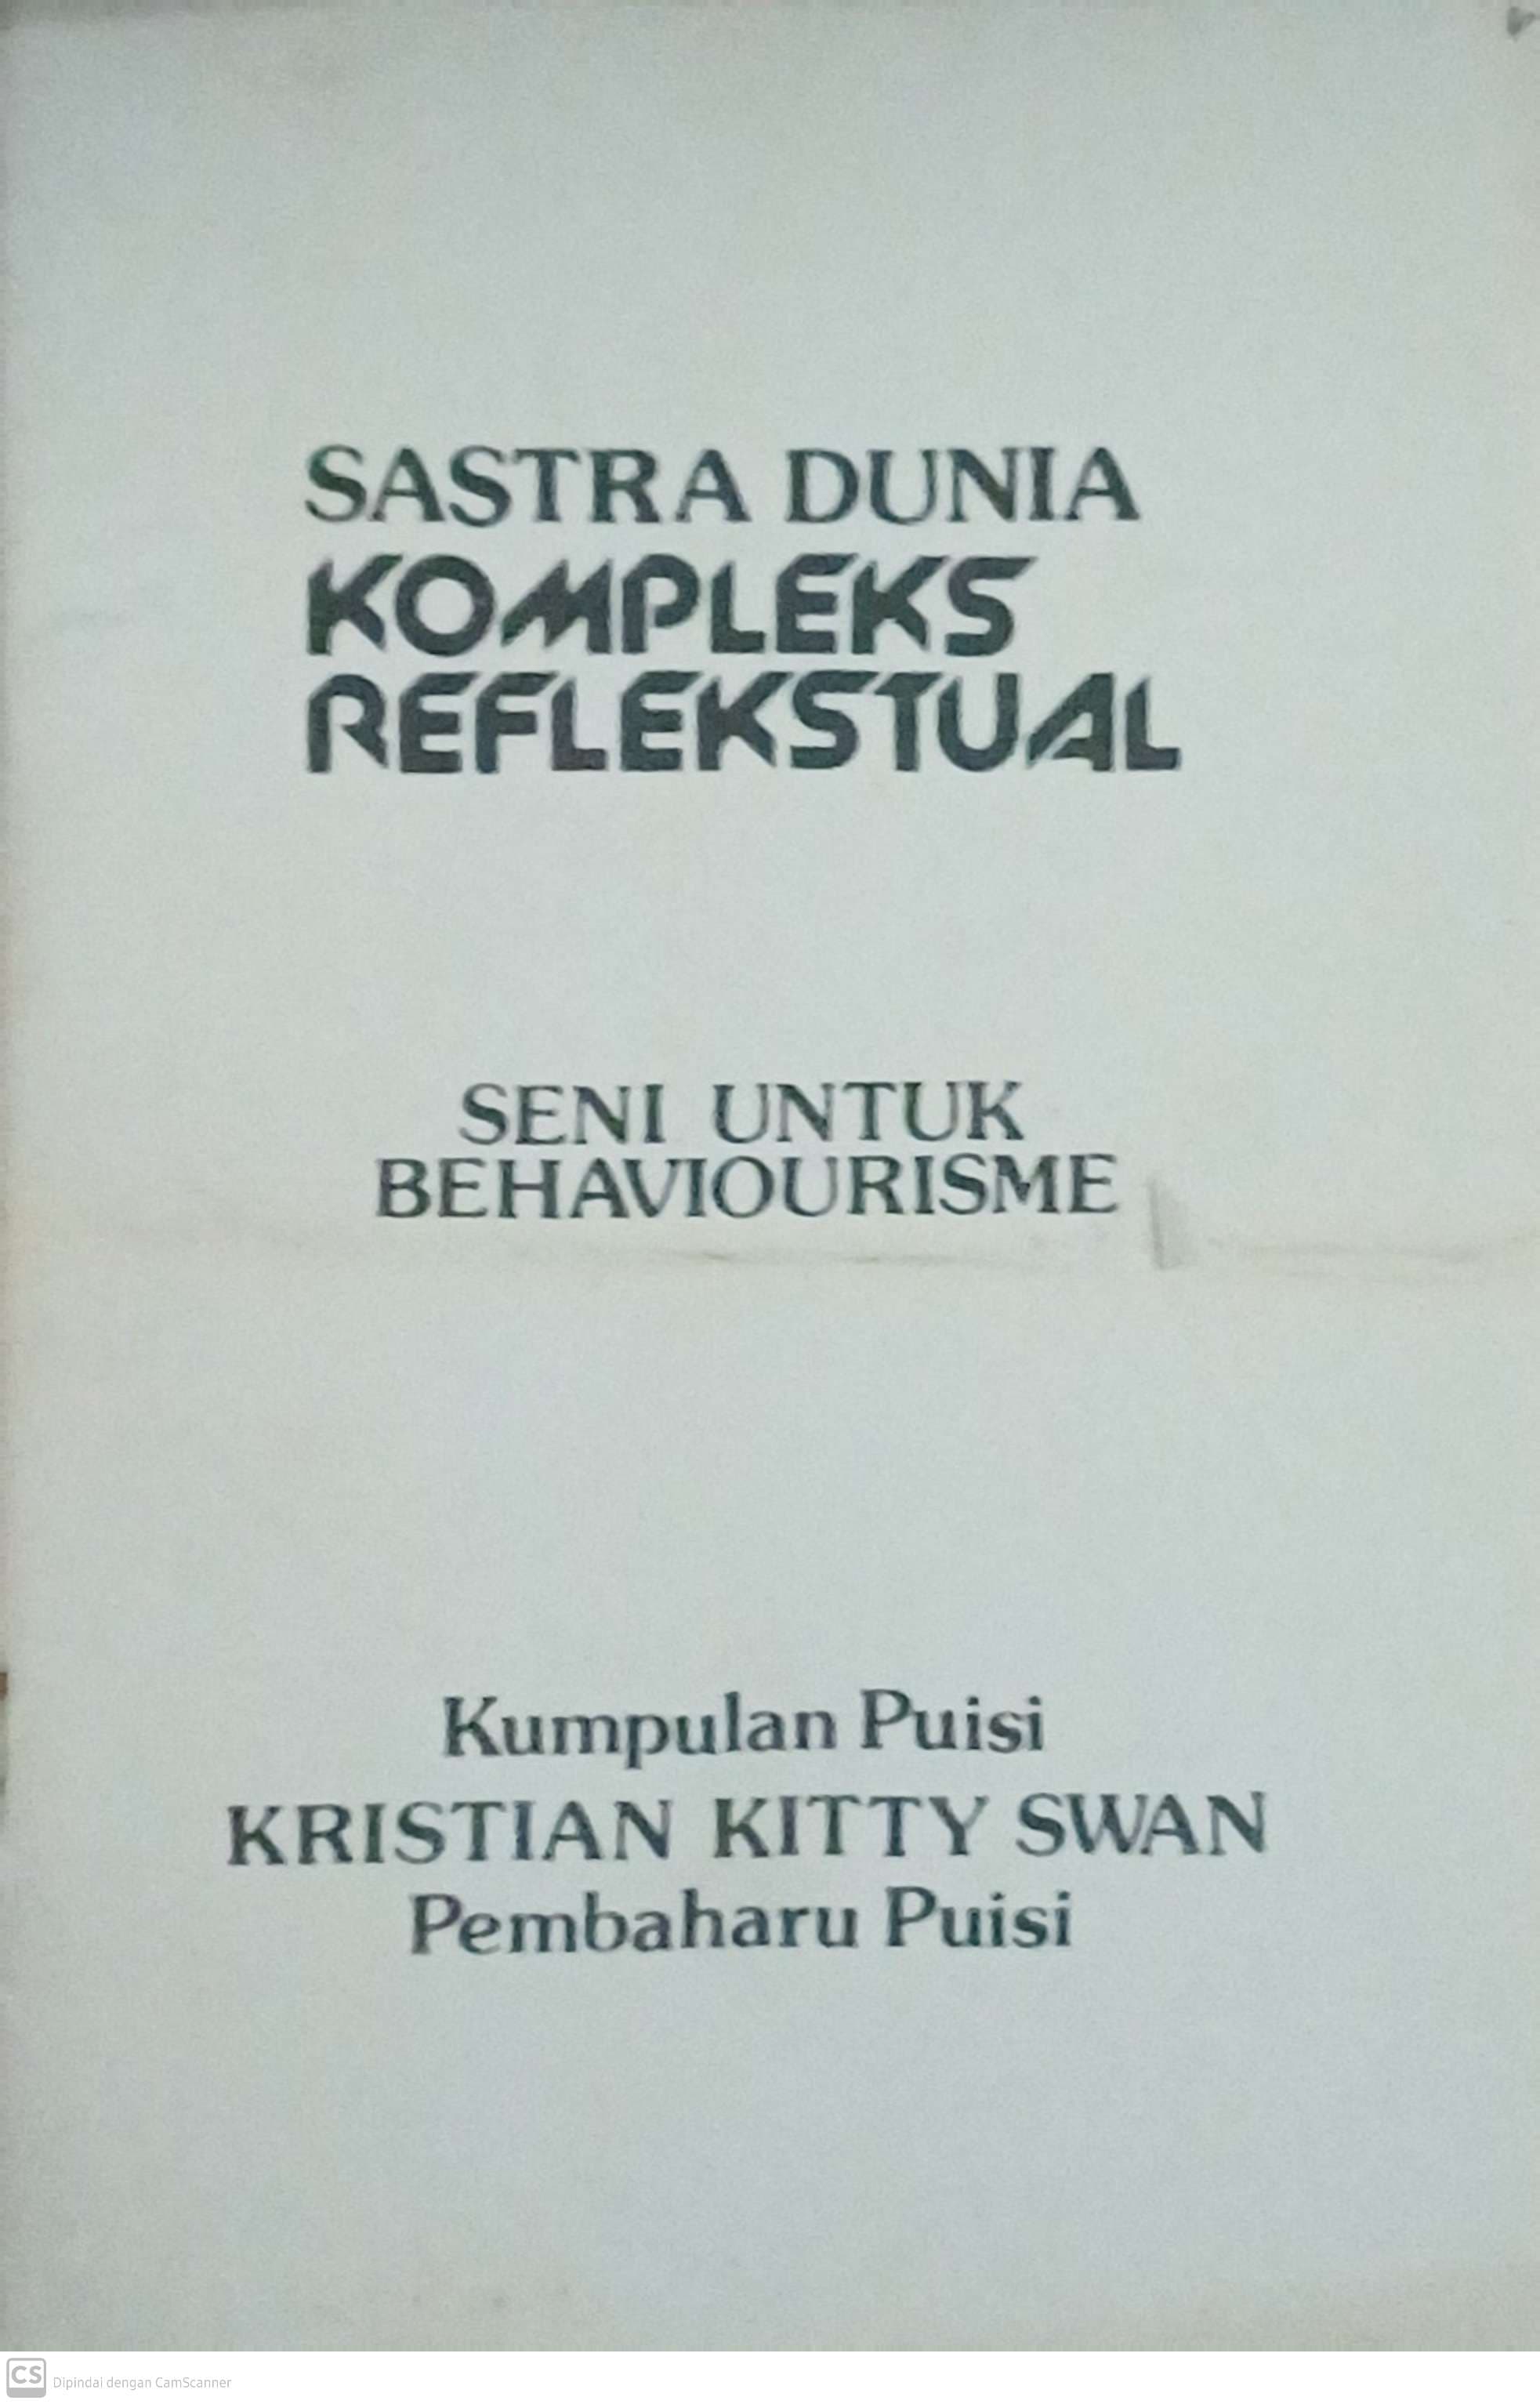 SASTRA DUNIA
KOMPLEKS
REFLEKSTUAL
SENI UNTUK
BEHAVIOURISME
Kumpulan Puisi
KRISTIAN KITTY SWAN
Pembaharu Puisi
CS Dipindai dengan CamScanner